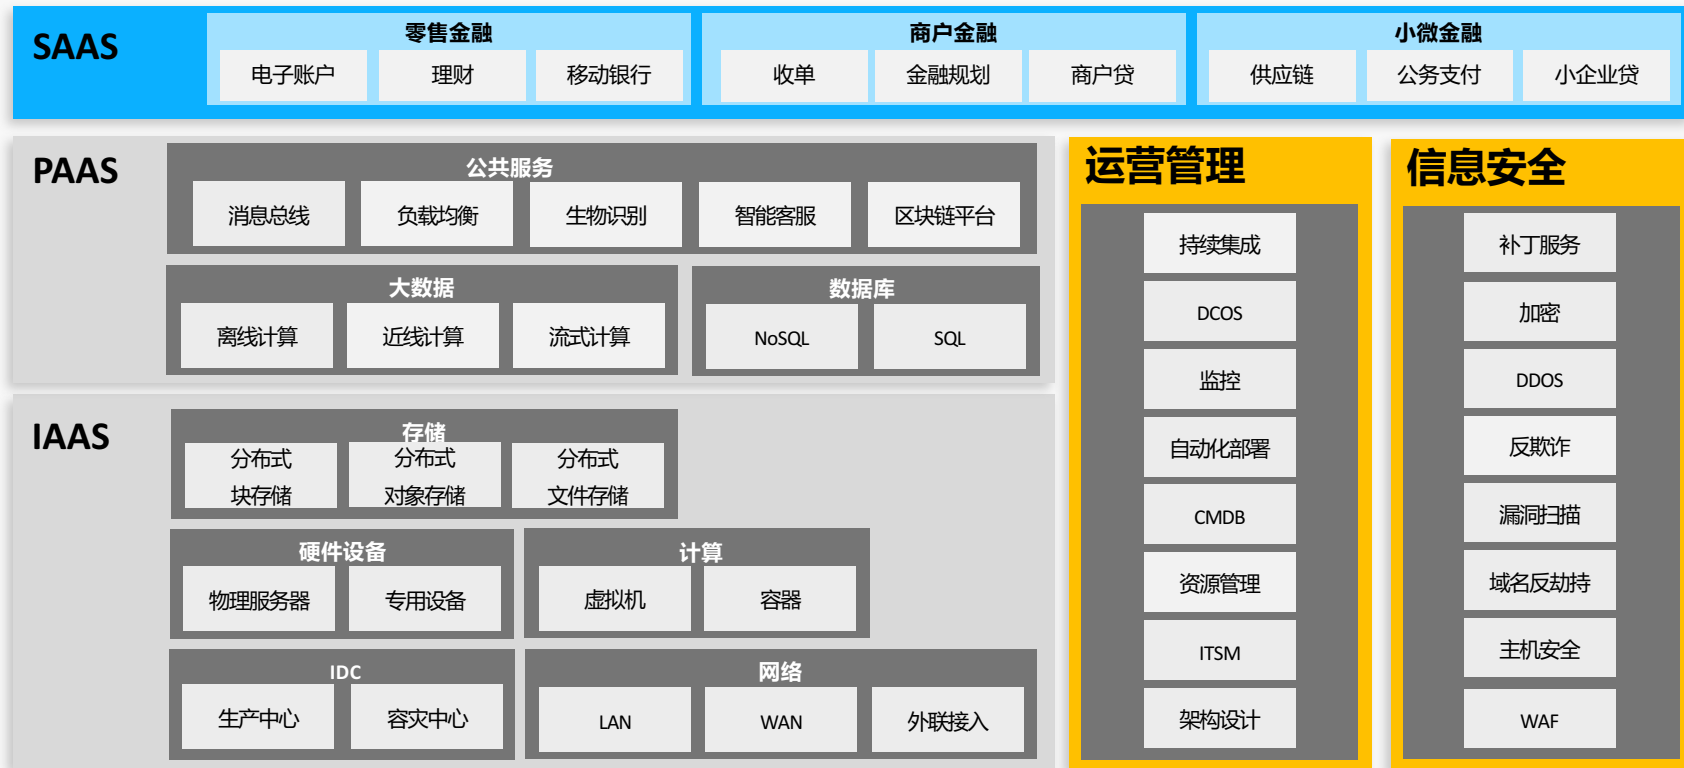 SAAS
零售金融
电子账户
理财
移动银行
商户金融
收单
金融规划
商户贷
小微金融
供应链
公务支付
小企业贷
PAAS
公共服务
消息总线
负载均衡
生物识别
智能客服
区块链平台
大数据
离线计算
近线计算
流式计算
数据库
NoSQL
SQL
IAAS
存储
分布式
块存储
分布式
对象存储
分布式
文件存储
硬件设备
物理服务器
专用设备
计算
虚拟机
容器
IDC
生产中心
容灾中心
网络
LAN
WAN
外联接入
运营管理
持续集成
DCOS
监控
自动化部署
CMDB
资源管理
ITSM
架构设计
信息安全
补丁服务
加密
DDOS
反欺诈
漏洞扫描
域名反劫持
主机安全
WAF